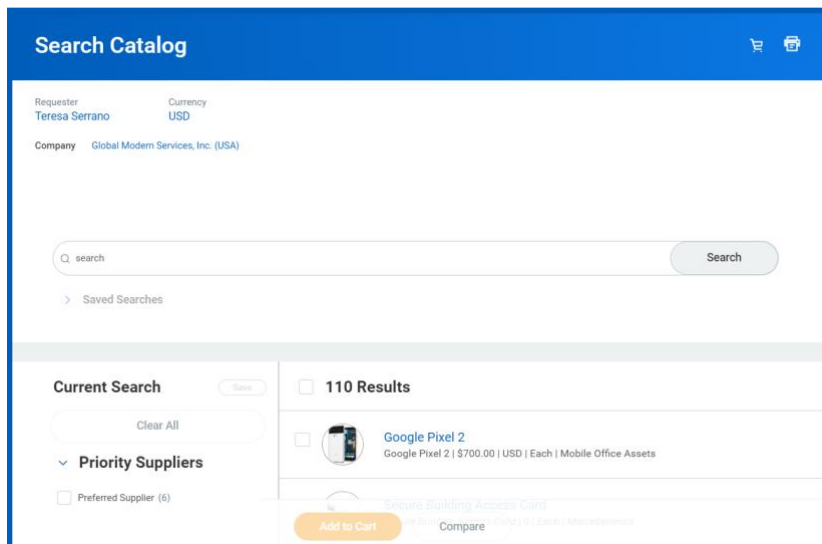 Search Catalog
Requester
Currency
Teresa Serrano
USD
Company Global Modern Services, Inc. (USA)
search
Search
Saved Searches
Current Search
Save
110 Results
Clear All
Google Pixel 2
Google Pixel 2 | $700.00 | USD | Each | Mobile Office Assets
Priority Suppliers
Preferred Supplier (6)
Secure Building Access Card
Add to Cart
Compare